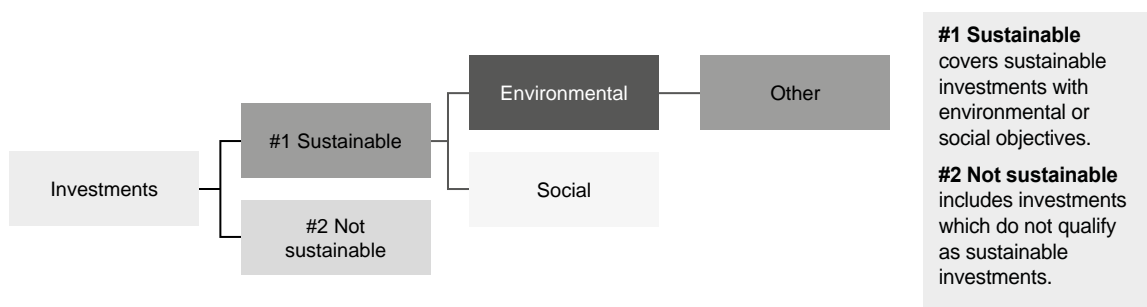 Investments
#1 Sustainable
#2 Not
sustainable
Environmental
Social
Other
#1 Sustainable
covers sustainable
investments with
environmental or
social objectives.
#2 Not sustainable
includes investments
which do not qualify
as sustainable
investments.